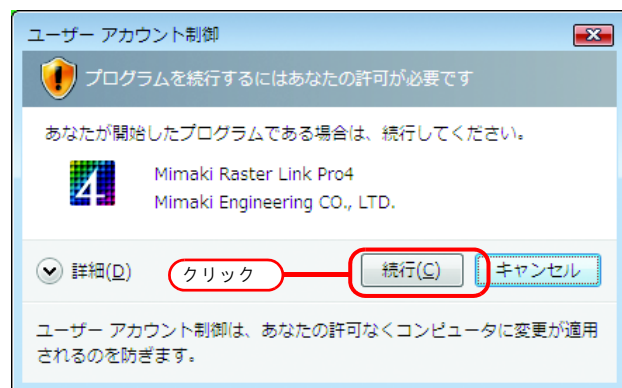 ユーザー アカウント制御
プログラムを続行するにはあなたの許可が必要です
あなたが開始したプログラムである場合は、続行してください。
4
Mimaki Raster Link Pro4
Mimaki Engineering CO., LTD.
詳細(D)
クリック
続行(C)
キャンセル
ユーザー アカウント制御は、あなたの許可なくコンピュータに変更が適用
されるのを防ぎます。